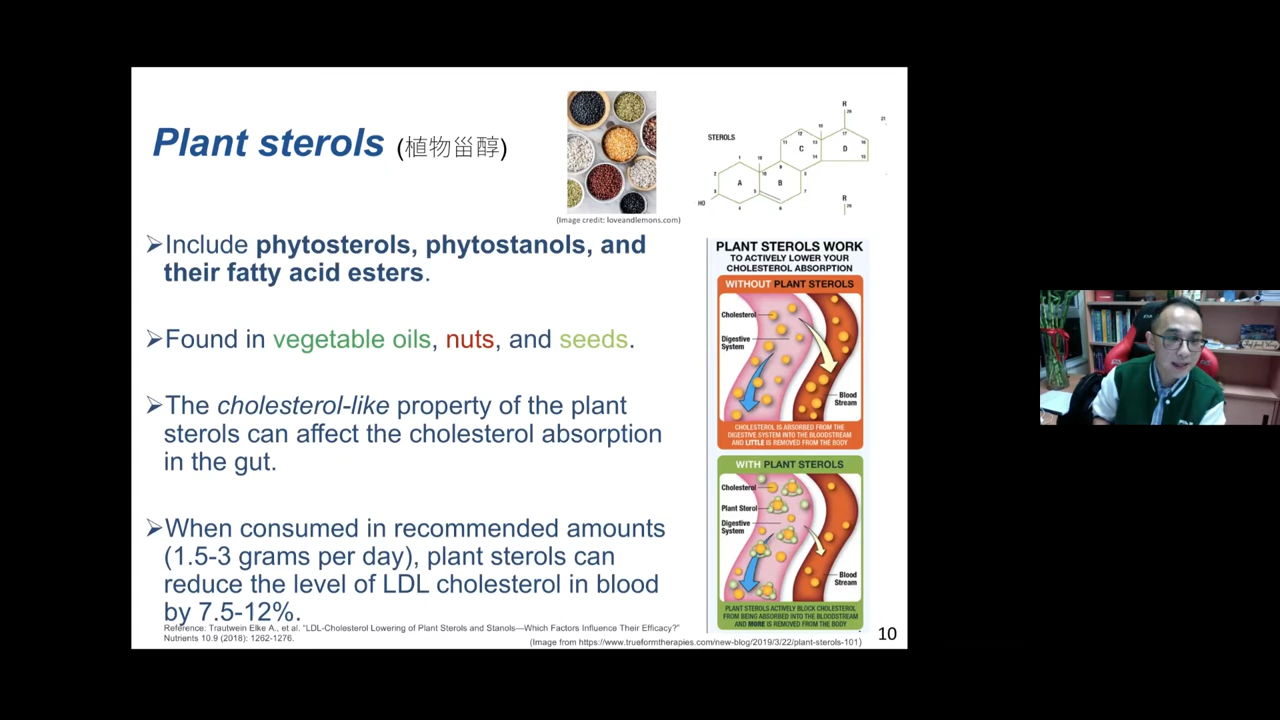 Plant sterols (植物甾醇)
(Image credit: loveandlemons.com)
STEROLS
HO
A
B
C
D
H
R
➢Include phytosterols, phytostanols, and
their fatty acid esters.
➢Found in vegetable oils, nuts, and seeds.
➢The cholesterol-like property of the plant
sterols can affect the cholesterol absorption
in the gut.
➢When consumed in recommended amounts
(1.5-3 grams per day), plant sterols can
reduce the level of LDL cholesterol in blood
by 7.5-12%.
Reference: Trautwein Elke A., et al. "LDL-Cholesterol Lowering of Plant Sterols and Stanols—Which Factors Influence Their Efficacy?"
Nutrients 10.9 (2018): 1262-1276.
PLANT STEROLS WORK
TO ACTIVELY LOWER YOUR
CHOLESTEROL ABSORPTION
WITHOUT PLANT STEROLS
Cholesterol
Digestive
System
Blood
Stream
CHOLESTEROL IS ABSORBED FROM THE
DIGESTIVE SYSTEM INTO THE BLOODSTREAM
AND LITTLE IS REMOVED FROM THE BODY
WITH PLANT STEROLS
Cholesterol
Plant Sterol
Digestive
System
Blood
Stream
PLANT STEROLS ACTIVELY BLOCK CHOLESTEROL
FROM BEING ABSORBED INTO THE BLOODSTREAM
AND MORE IS REMOVED FROM THE BODY
(Image from https://www.trueformtherapies.com/new-blog/2019/3/22/plant-sterols-101)
10